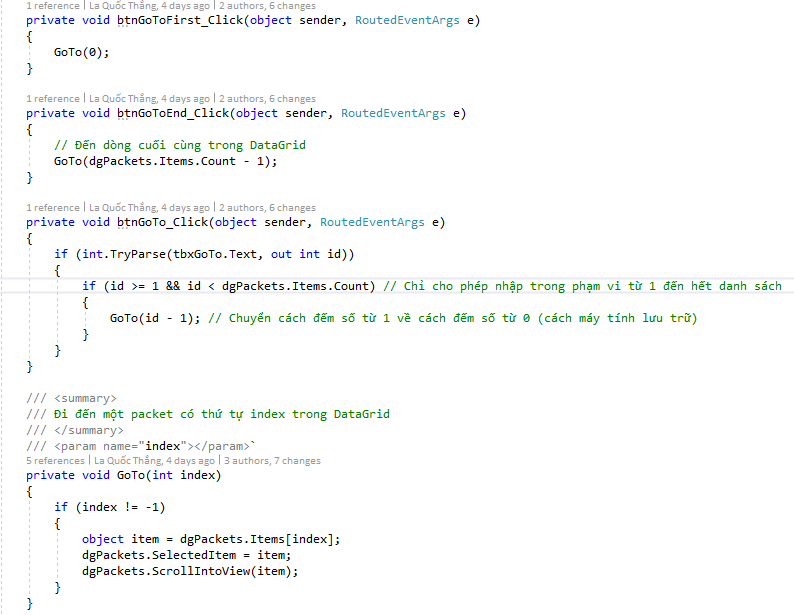 1 reference | La Quốc Thắng, 4 days ago | 2 authors, 6 changes
private void btnGoToFirst_Click(object sender, RoutedEventArgs e)
{
GoTo(0);
}
1 reference | La Quốc Thắng, 4 days ago | 2 authors, 6 changes
private void btnGoToEnd_Click(object sender, RoutedEventArgs e)
{
// Đến dòng cuối cùng trong DataGrid
GoTo(dgPackets.Items.Count - 1);
}
1 reference | La Quốc Thắng, 4 days ago | 2 authors, 6 changes
private void btnGoTo_Click(object sender, RoutedEventArgs e)
{
if (int.TryParse(tbxGoTo.Text, out int id))
{
if (id >= 1 && id < dgPackets.Items.Count) // Chỉ cho phép nhập trong phạm vi từ 1 đến hết danh sách
{
GoTo(id - 1); // Chuyển cách đếm số từ 1 về cách đếm số từ 0 (cách máy tính lưu trữ)
}
}
}
/// <summary>
/// Đi đến một packet có thứ tự index trong DataGrid
/// </summary>
/// <param name="index"></param>`
5 references | La Quốc Thắng, 4 days ago | 3 authors, 7 changes
private void GoTo(int index)
{
if (index != -1)
{
object item = dgPackets.Items[index];
dgPackets.SelectedItem = item;
dgPackets.ScrollIntoView(item);
}
}